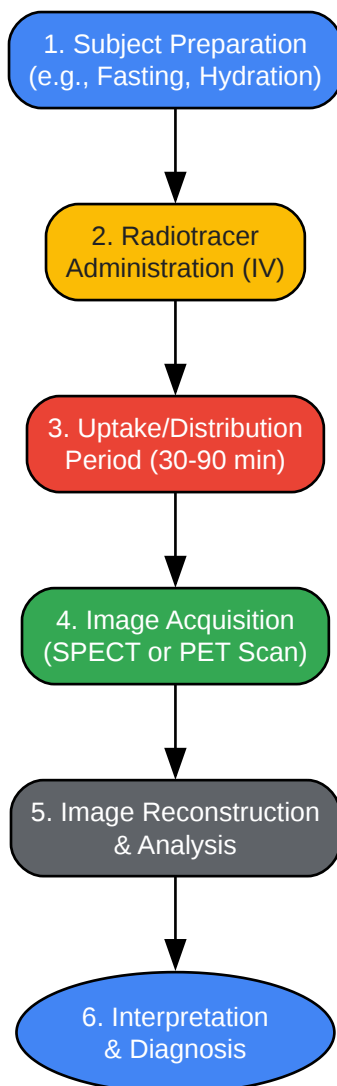 1. Subject Preparation
(e.g., Fasting, Hydration)
2. Radiotracer
Administration (IV)
3. Uptake/Distribution
Period (30-90 min)
4. Image Acquisition
(SPECT or PET Scan)
5. Image Reconstruction
& Analysis
6. Interpretation
& Diagnosis